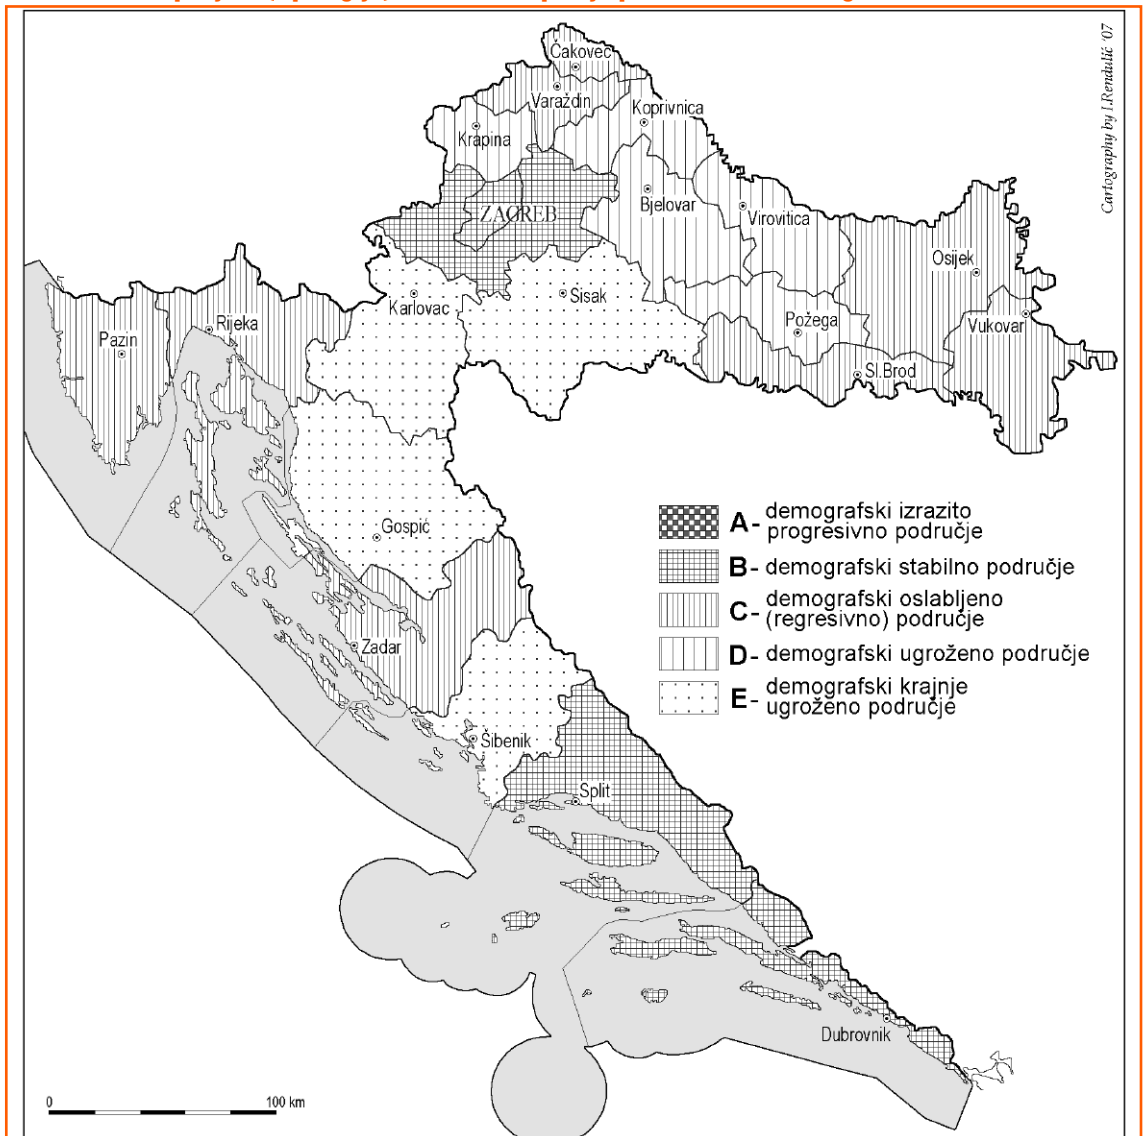 Cartography by I.Rendulić '07
Čakovec
Varaždin
Koprivnica
Krapina
ZAGREB
Bjelovar
Virovitica
Osijek
Karlovac
Sisak
Požega
Vukovar
Rijeka
Pazin
Sl.Brod
Gospić
Zadar
Šibenik
Split
Dubrovnik
A- demografski izrazito
progresivno područje
B- demografski stabilno područje
C- demografski oslabljeno
(regresivno) područje
D- demografski ugroženo područje
E- demografski krajnje
ugroženo područje
0 100 km